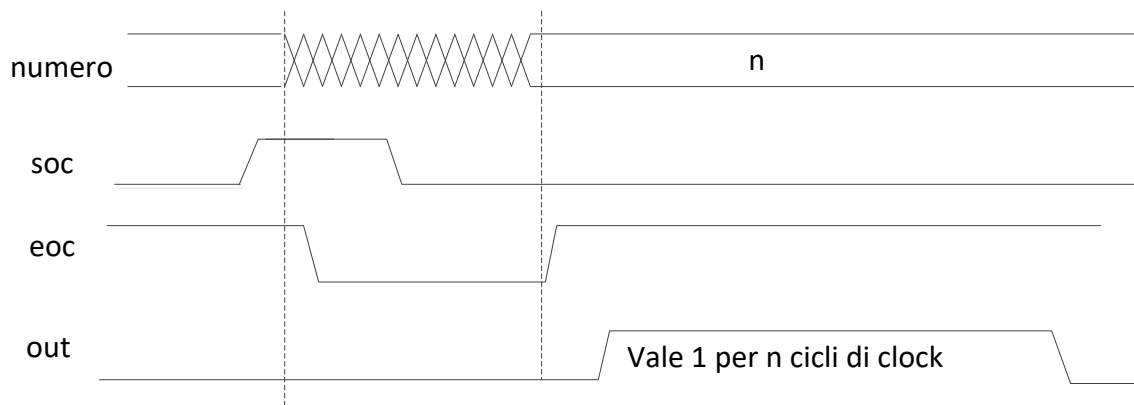 numero
n
soc
eoc
out
Vale 1 per n cicli di clock